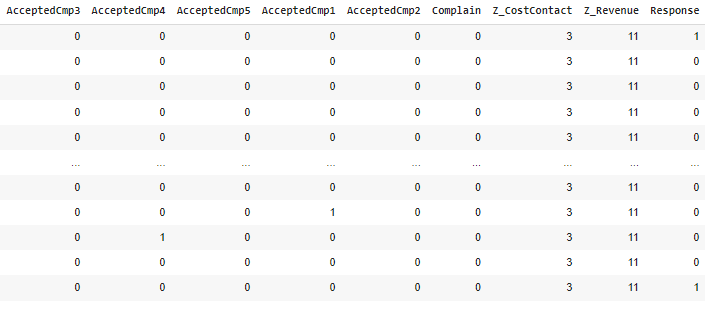 AcceptedCmp3 AcceptedCmp4 AcceptedCmp5 AcceptedCmp1 AcceptedCmp2 Complain Z_CostContact Z_Revenue Response
0 0 0 0 0 0 3 11 1
0 0 0 0 0 0 3 11 0
0 0 0 0 0 0 3 11 0
0 0 0 0 0 0 3 11 0
0 0 0 0 0 0 3 11 0
... ... ... ... ... ... ... ... ...
0 0 0 0 0 0 3 11 0
0 0 0 1 0 0 3 11 0
0 1 0 0 0 0 3 11 0
0 0 0 0 0 0 3 11 0
0 0 0 0 0 0 3 11 1